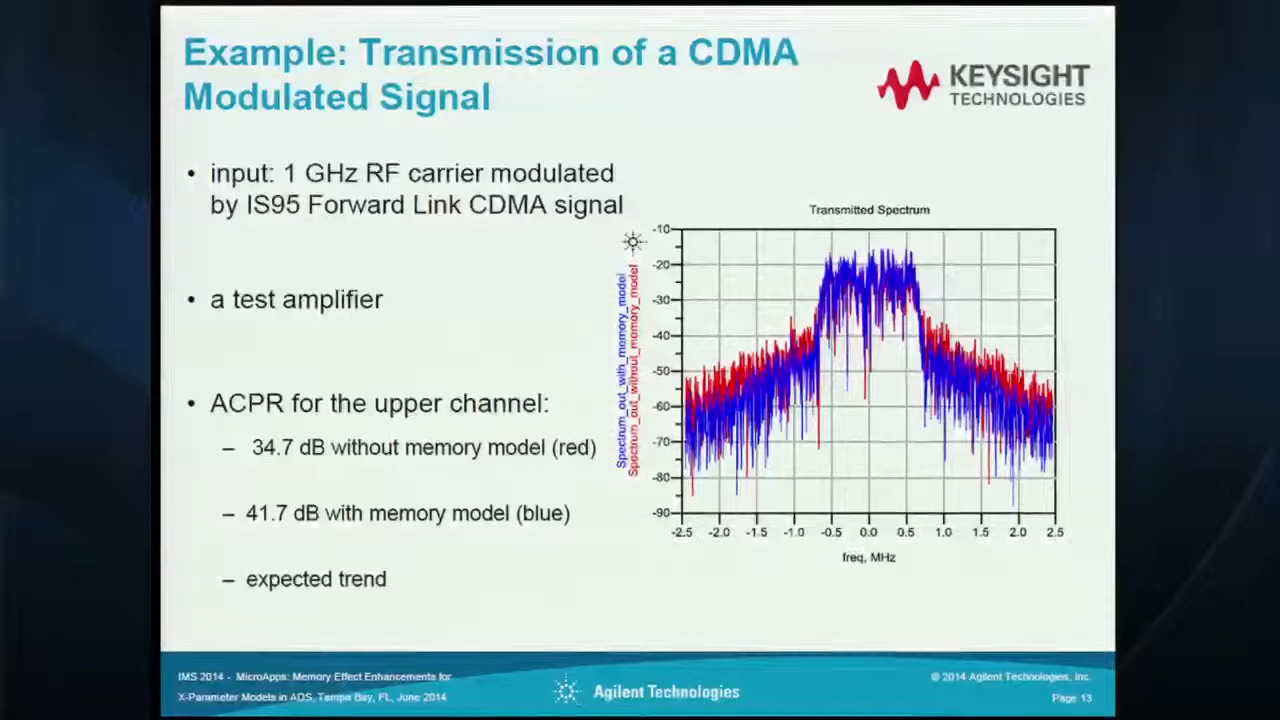 Example: Transmission of a CDMA
Modulated Signal
KEYSIGHT
TECHNOLOGIES
• input: 1 GHz RF carrier modulated
by IS95 Forward Link CDMA signal
• a test amplifier
• ACPR for the upper channel:
– 34.7 dB without memory model (red)
– 41.7 dB with memory model (blue)
– expected trend
Transmitted Spectrum
Spectrum_out_with_memory_model
Spectrum_out_without_memory_model
-10
-20
-30
-40
-50
-60
-70
-80
-90
-2.5 -2.0 -1.5 -1.0 -0.5 0.0 0.5 1.0 1.5 2.0 2.5
freq, MHz
IMS 2014 - MicroApps: Memory Effect Enhancements for
X-Parameter Models in ADS, Tampa Bay, FL, June 2014
Agilent Technologies
© 2014 Agilent Technologies, Inc.
Page 13